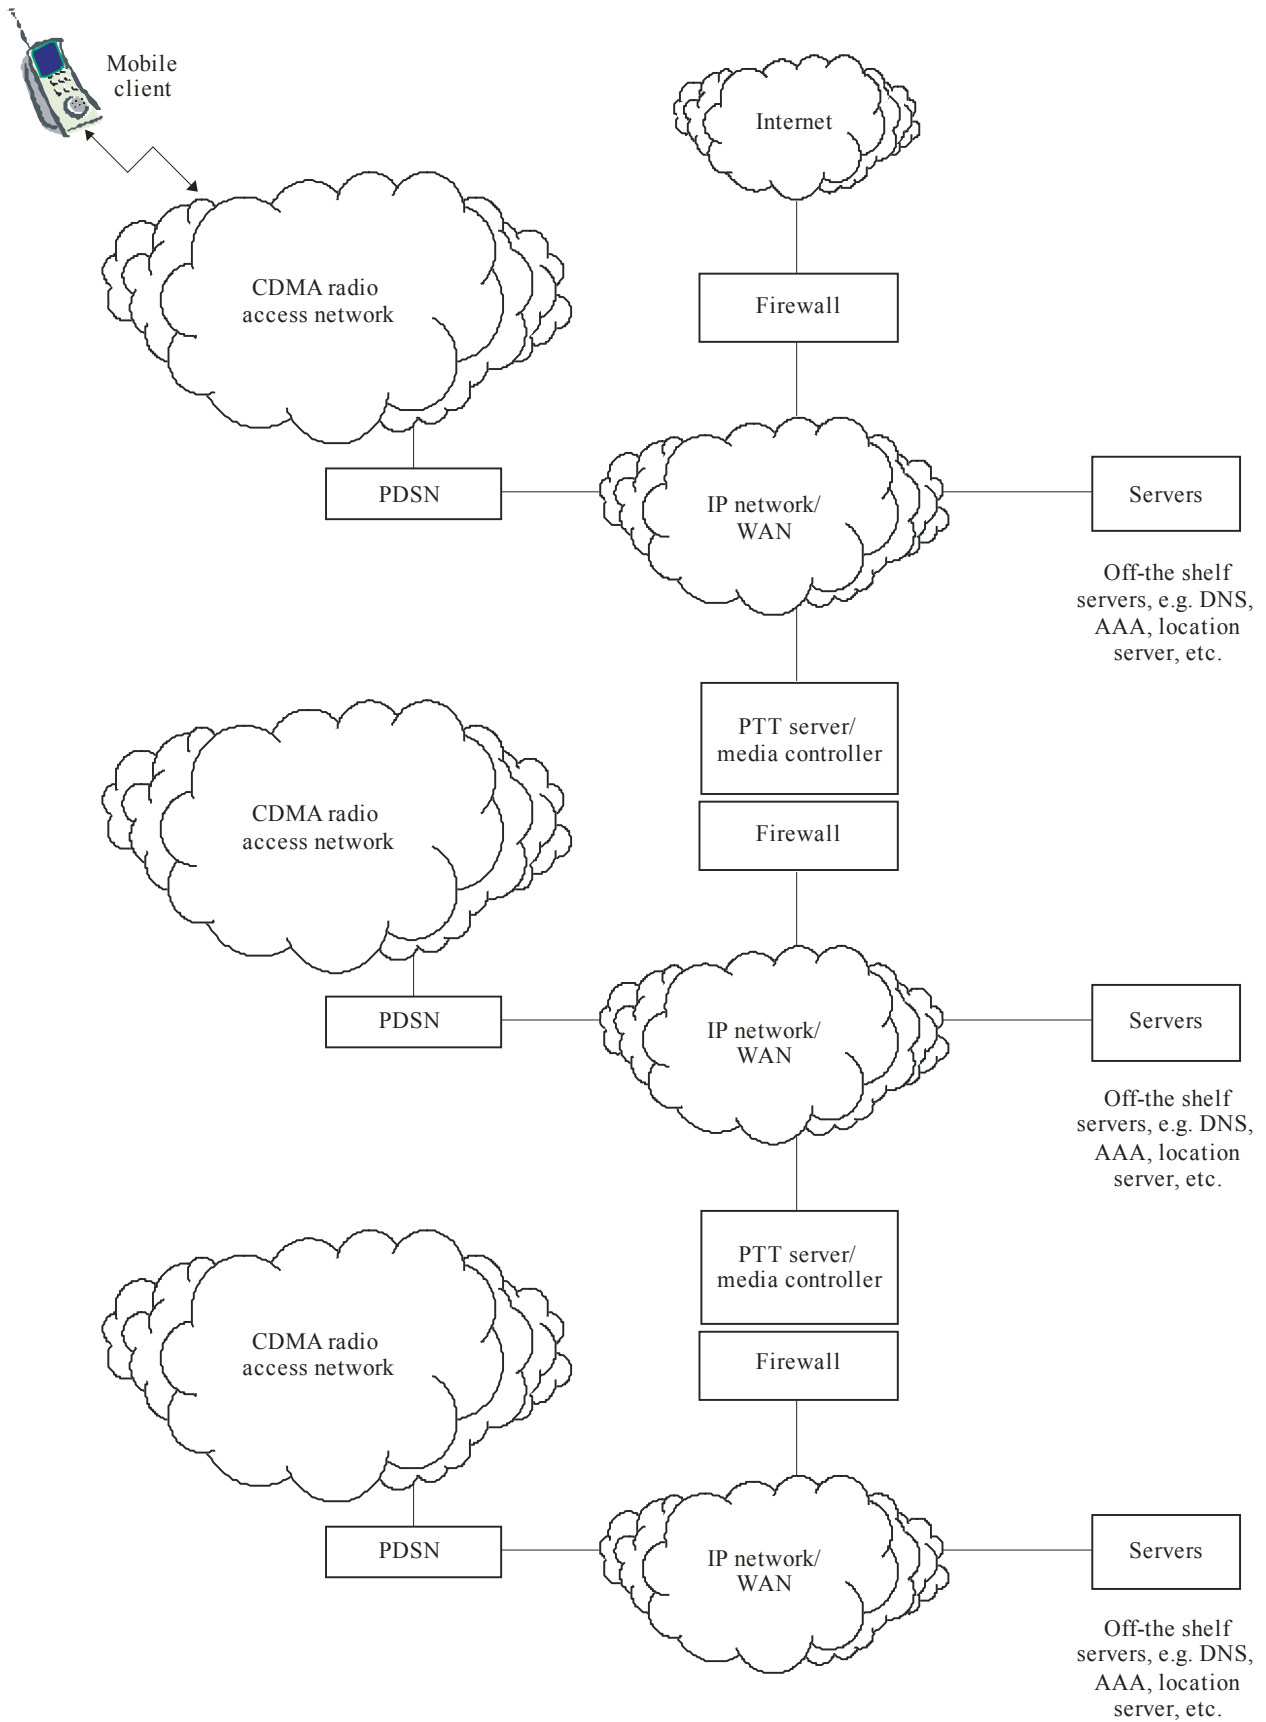 Mobile
client
Internet
CDMA radio
access network
Firewall
PDSN
IP network/
WAN
Servers
Off-the shelf
servers, e.g. DNS,
AAA, location
server, etc.
PTT server/
media controller
CDMA radio
access network
Firewall
PDSN
IP network/
WAN
Servers
Off-the shelf
servers, e.g. DNS,
AAA, location
server, etc.
PTT server/
media controller
CDMA radio
access network
Firewall
PDSN
IP network/
WAN
Servers
Off-the shelf
servers, e.g. DNS,
AAA, location
server, etc.